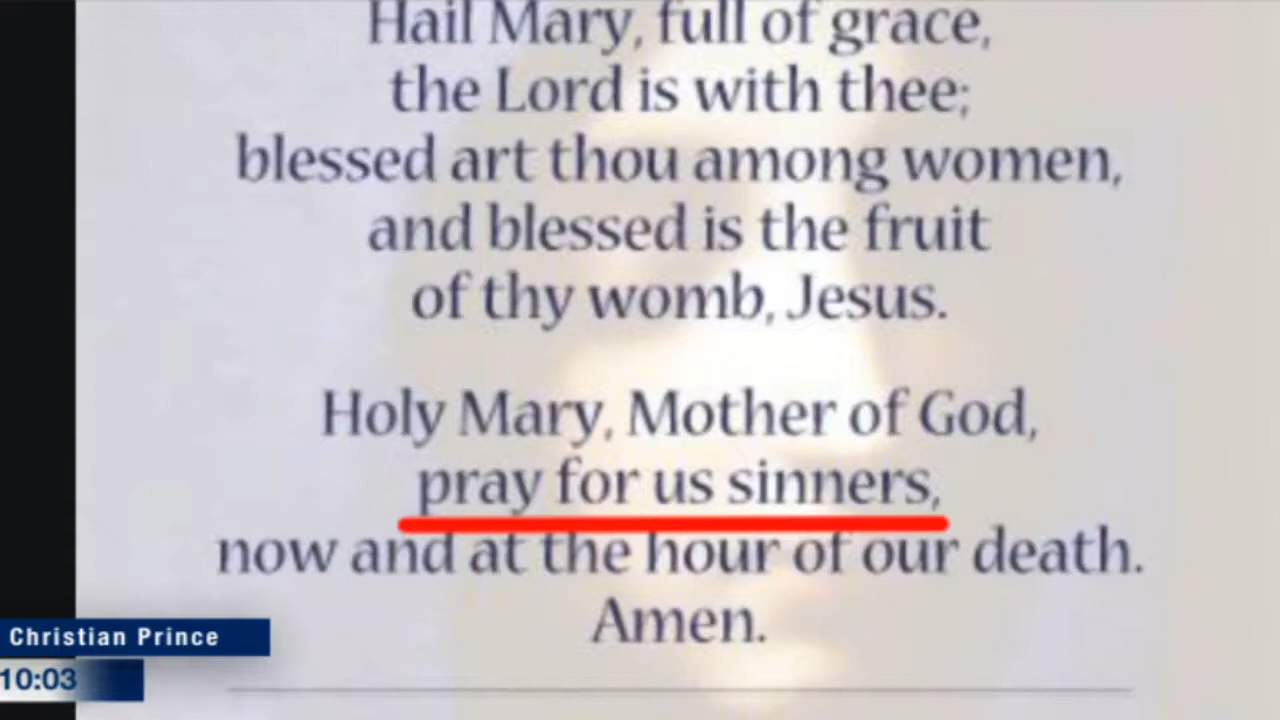 Hail Mary, full of grace,
the Lord is with thee;
blessed art thou among women,
and blessed is the fruit
of thy womb, Jesus.
Holy Mary, Mother of God,
pray for us sinners,
now and at the hour of our death.
Amen.
Christian Prince
10:03